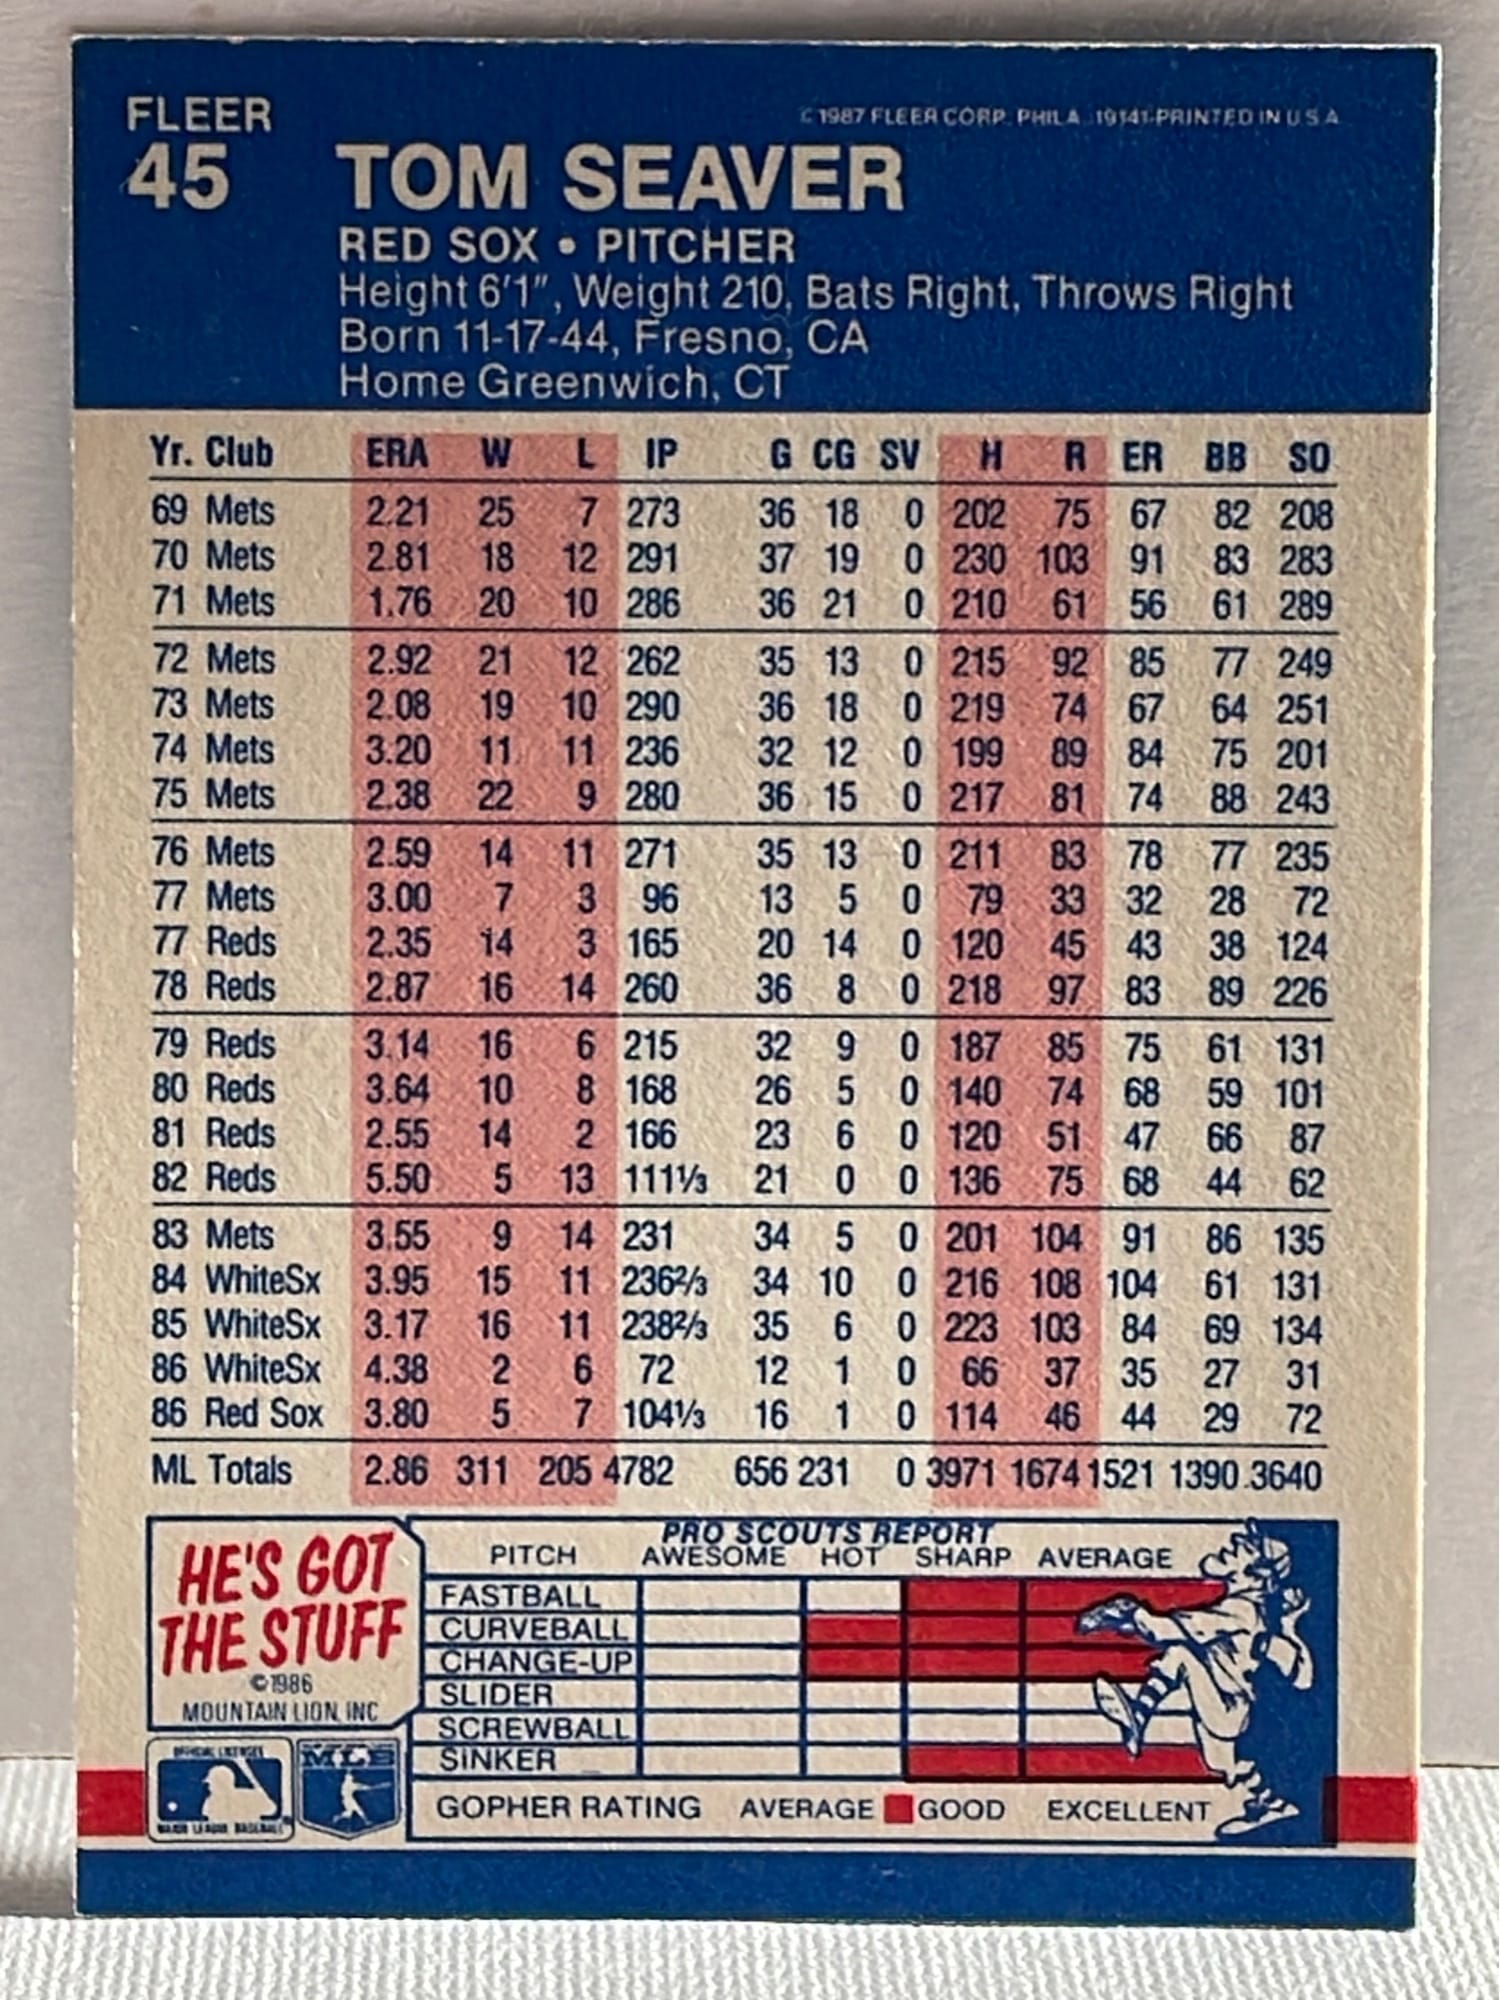 FLEER
© 1987 FLEER CORP. PHILA. 19141-PRINTED IN U S A
45 TOM SEAVER
RED SOX • PITCHER
Height 6'1", Weight 210, Bats Right, Throws Right
Born 11-17-44, Fresno, CA
Home Greenwich, CT
Yr. Club ERA W L IP G CG SV H R ER BB SO
69 Mets 2.21 25 7 273 36 18 0 202 75 67 82 208
70 Mets 2.81 18 12 291 37 19 0 230 103 91 83 283
71 Mets 1.76 20 10 286 36 21 0 210 61 56 61 289
72 Mets 2.92 21 12 262 35 13 0 215 92 85 77 249
73 Mets 2.08 19 10 290 36 18 0 219 74 67 64 251
74 Mets 3.20 11 11 236 32 12 0 199 89 84 75 201
75 Mets 2.38 22 9 280 36 15 0 217 81 74 88 243
76 Mets 2.59 14 11 271 35 13 0 211 83 78 77 235
77 Mets 3.00 7 3 96 13 5 0 79 33 32 28 72
77 Reds 2.35 14 3 165 20 14 0 120 45 43 38 124
78 Reds 2.87 16 14 260 36 8 0 218 97 83 89 226
79 Reds 3.14 16 6 215 32 9 0 187 85 75 61 131
80 Reds 3.64 10 8 168 26 5 0 140 74 68 59 101
81 Reds 2.55 14 2 166 23 6 0 120 51 47 66 87
82 Reds 5.50 5 13 111⅓ 21 0 0 136 75 68 44 62
83 Mets 3.55 9 14 231 34 5 0 201 104 91 86 135
84 WhiteSx 3.95 15 11 236⅔ 34 10 0 216 108 104 61 131
85 WhiteSx 3.17 16 11 238⅔ 35 6 0 223 103 84 69 134
86 WhiteSx 4.38 2 6 72 12 1 0 66 37 35 27 31
86 Red Sox 3.80 5 7 104⅓ 16 1 0 114 46 44 29 72
ML Totals 2.86 311 205 4782 656 231 0 3971 1674 1521 1390 3640
HE'S GOT
THE STUFF
©1986
MOUNTAIN LION, INC
PRO SCOUTS REPORT
PITCH AWESOME HOT SHARP AVERAGE
FASTBALL
CURVEBALL
CHANGE-UP
SLIDER
SCREWBALL
SINKER
GOPHER RATING AVERAGE GOOD EXCELLENT
OFFICIAL LICENSEE
MAJOR LEAGUE BASEBALL